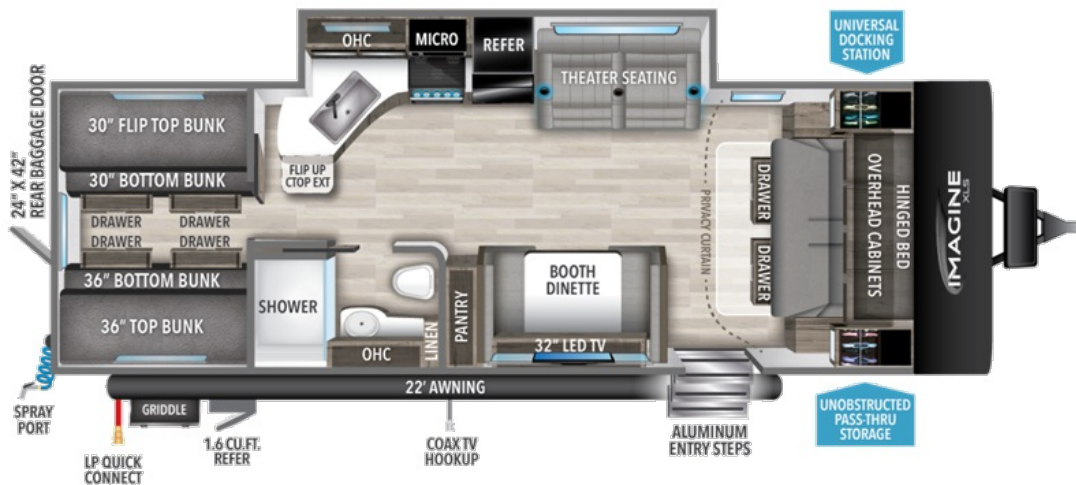 UNIVERSAL
DOCKING
STATION
OHC
MICRO
REFER
THEATER SEATING
24" X 42"
REAR BAGGAGE DOOR
30" FLIP TOP BUNK
30" BOTTOM BUNK
FLIP UP
CTOP EXT
DRAWER
DRAWER
DRAWER
DRAWER
36" BOTTOM BUNK
36" TOP BUNK
SHOWER
OHC
LINEN
PANTRY
BOOTH
DINETTE
32" LED TV
PRIVACY CURTAIN
DRAWER
DRAWER
OVERHEAD CABINETS
HINGED BED
IMAGINE
XLS
22' AWNING
SPRAY
PORT
GRIDDLE
LP QUICK
CONNECT
1.6 CU.FT.
REFER
COAX TV
HOOKUP
ALUMINUM
ENTRY STEPS
UNOBSTRUCTED
PASS-THRU
STORAGE